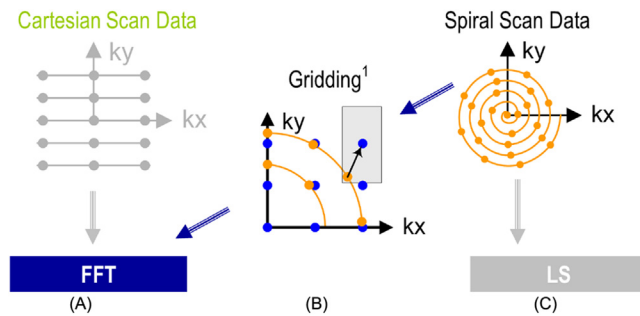 Cartesian Scan Data
Spiral Scan Data
ky
kx
Gridding¹
ky
kx
ky
kx
FFT
LS
(A)
(B)
(C)